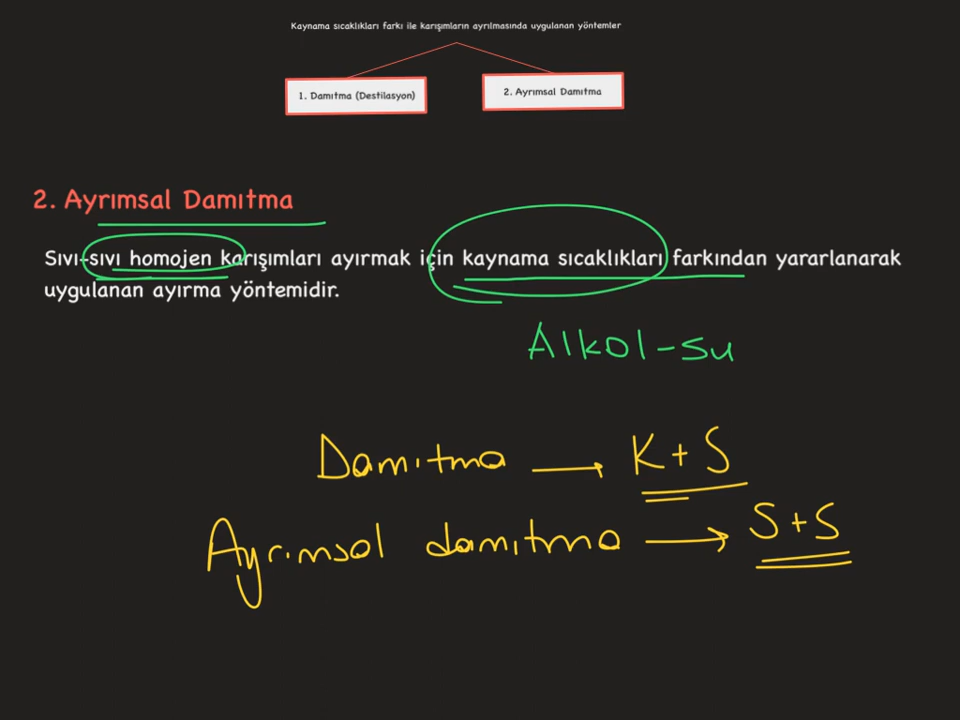 Kaynama sıcaklıkları farkı ile karışımların ayrılmasında uygulanan yöntemler
1. Damıtma (Destilasyon)
2. Ayrımsal Damıtma
2. Ayrımsal Damıtma
Sıvı-sıvı homojen karışımları ayırmak için kaynama sıcaklıkları farkından yararlanarak
uygulanan ayırma yöntemidir.
Alkol-su
Damıtma → K+S
Ayrımsal damıtma → S+S